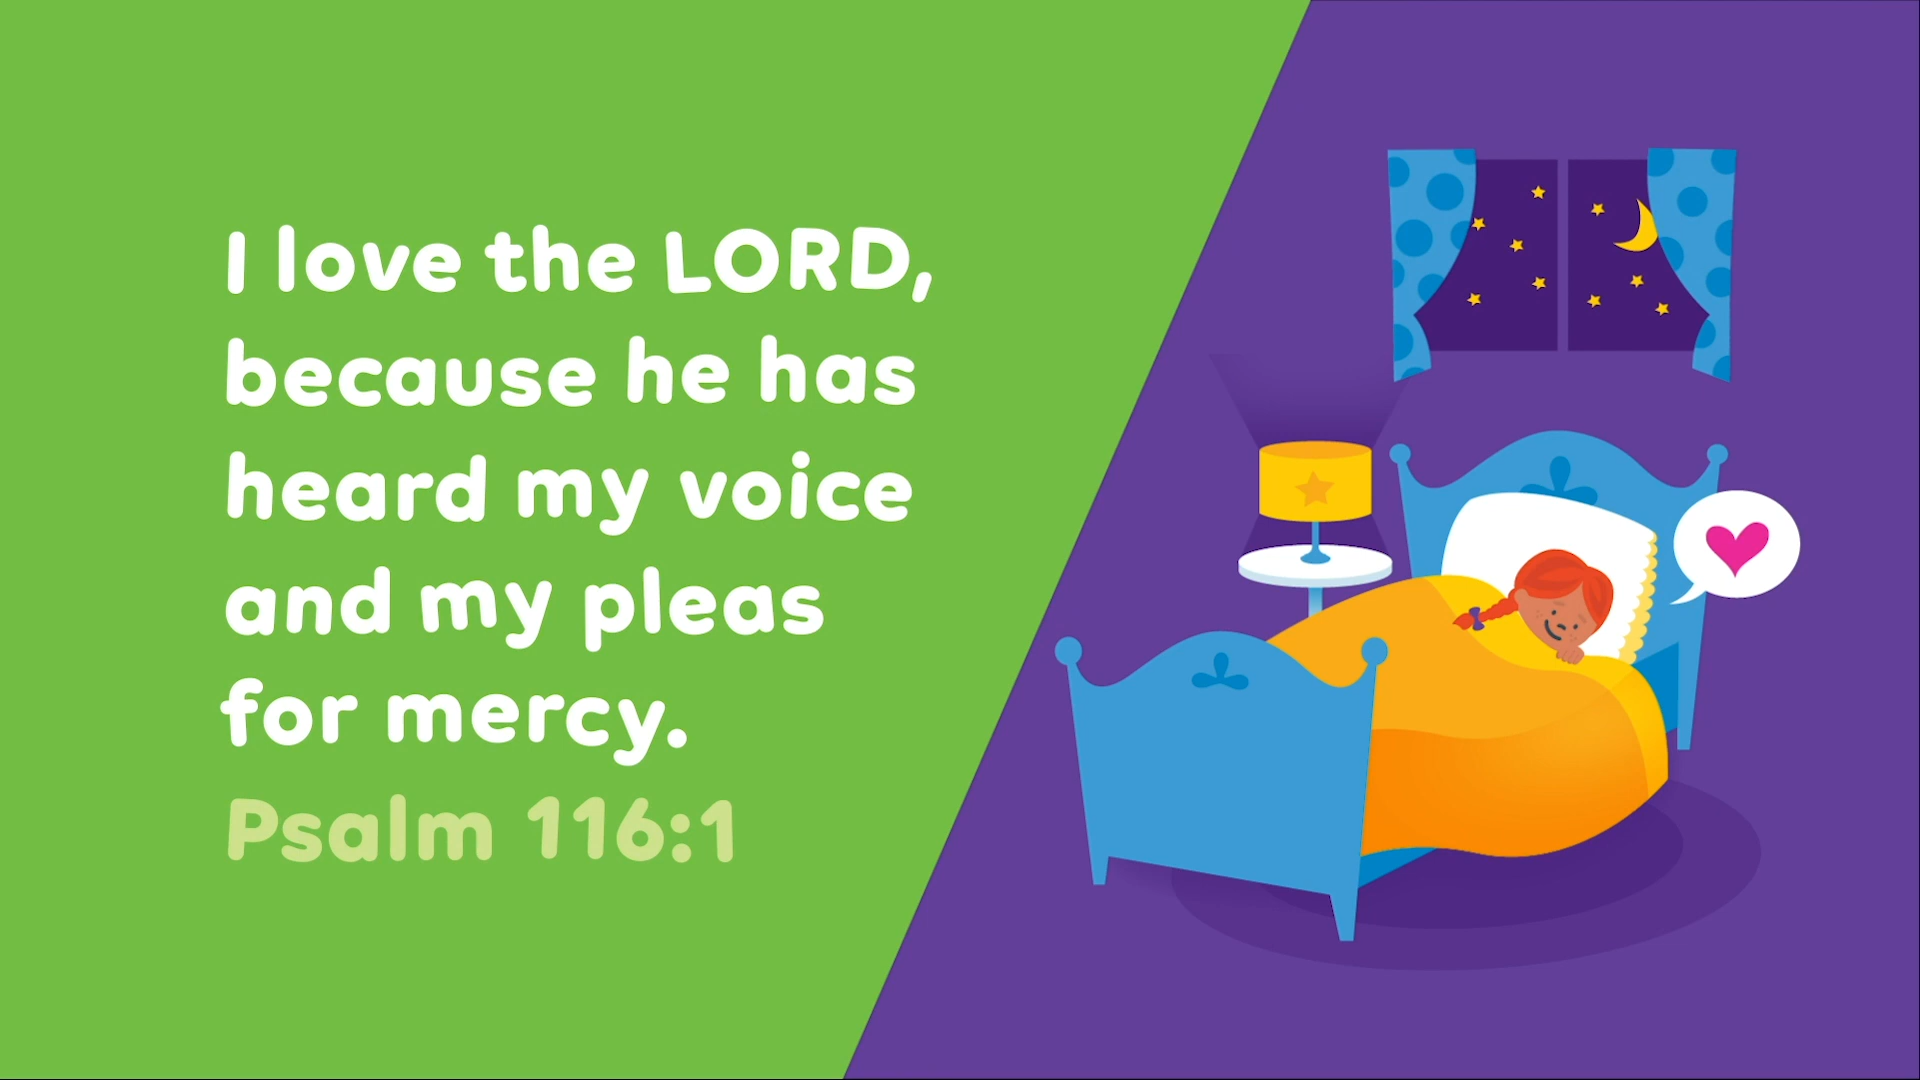 I love the LORD,
because he has
heard my voice
and my pleas
for mercy.
Psalm 116:1